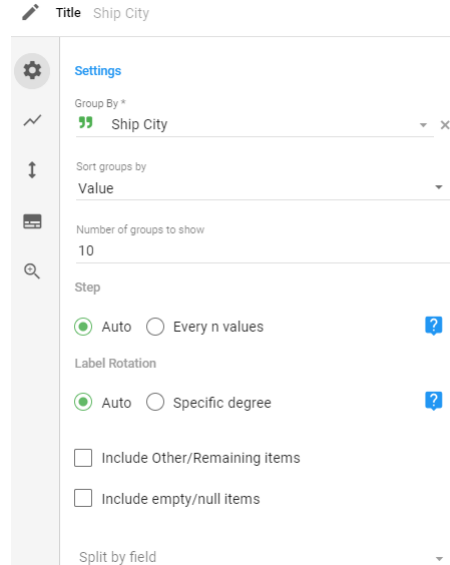 Title Ship City
Settings
Group By *
Ship City
Sort groups by
Value
Number of groups to show
10
Step
Auto Every n values
Label Rotation
Auto Specific degree
Include Other/Remaining items
Include empty/null items
Split by field